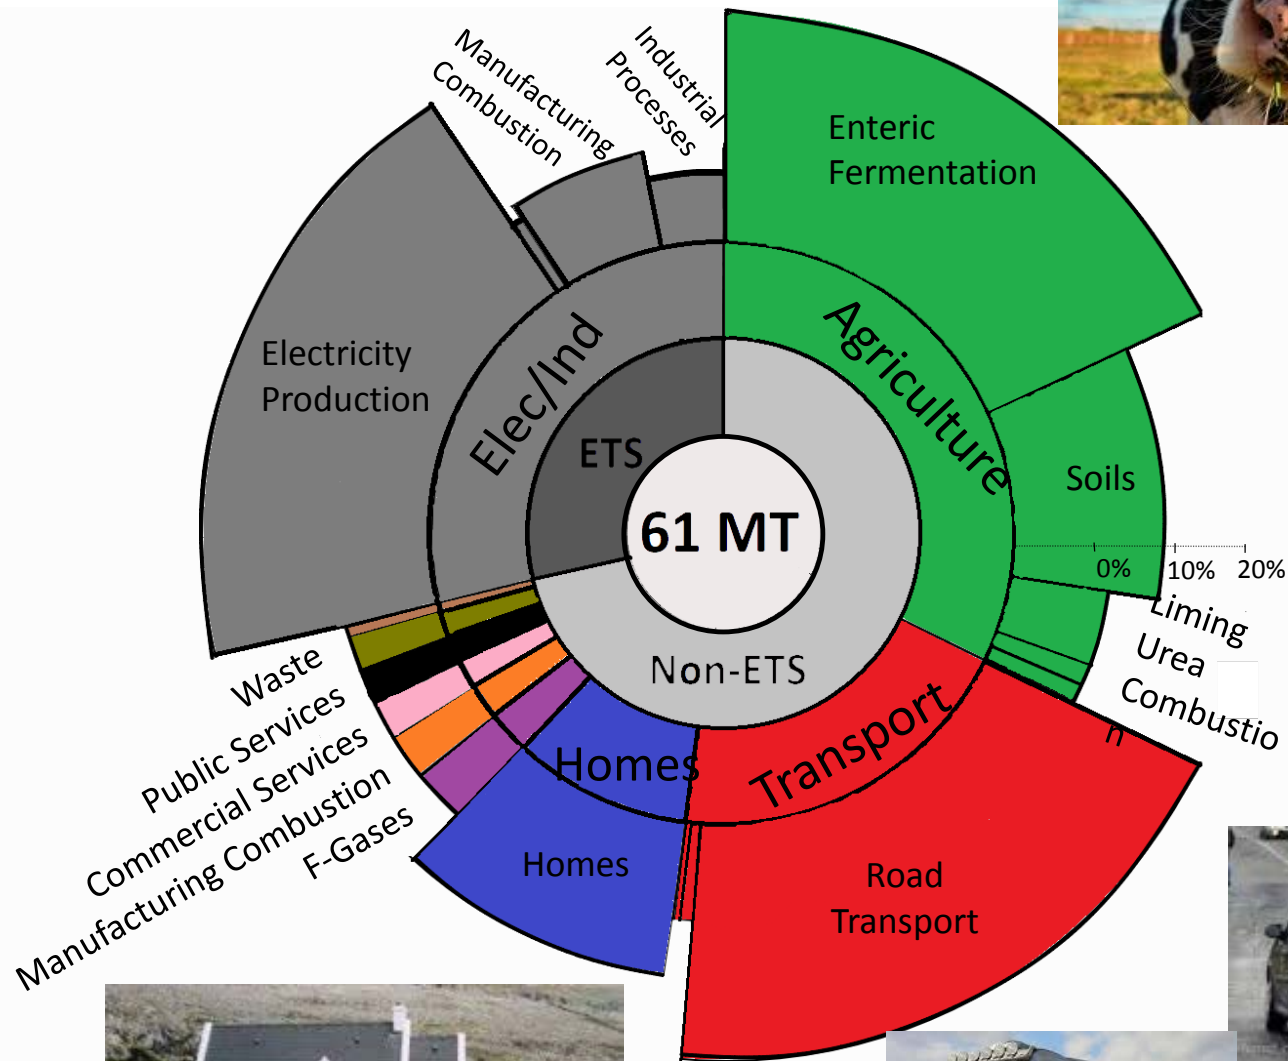 Manufacturing
Combustion
Industrial
Processes
Enteric
Fermentation
Electricity
Production
Elec/Ind
ETS
Agriculture
Soils
61 MT
0% 10% 20%
Liming
Urea
Combustio
n
Non-ETS
Transport
Homes
Homes
Road
Transport
Waste
Public Services
Commercial Services
Manufacturing Combustion
F-Gases